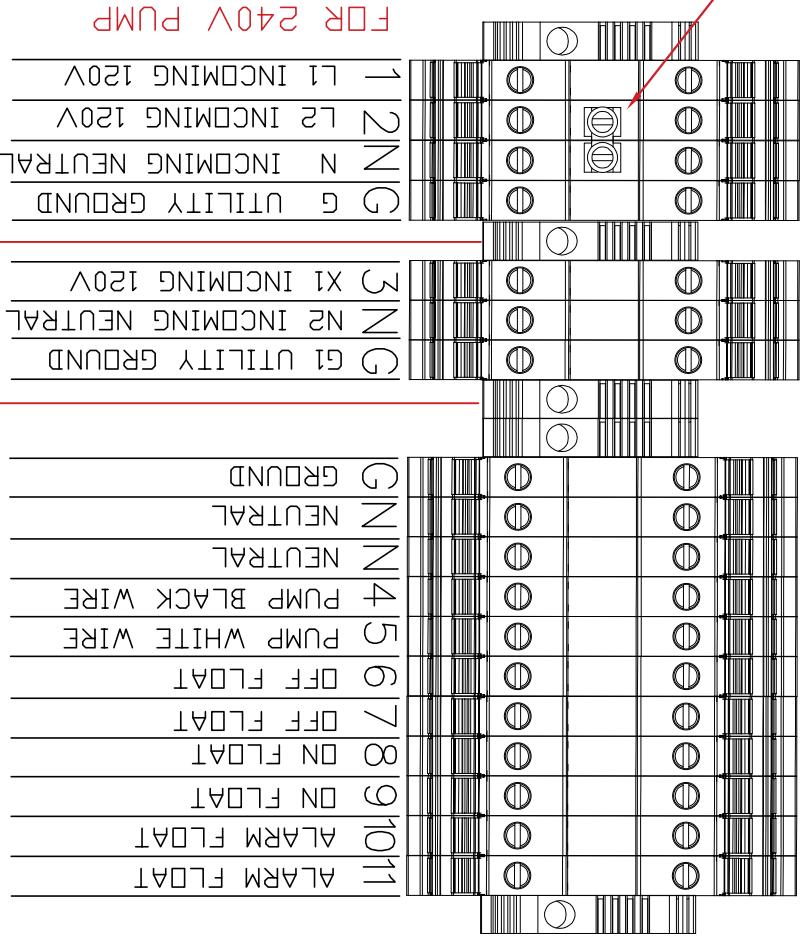 FOR 240V PUMP
1 L1 INCOMING 120V
2 L2 INCOMING 120V
N N INCOMING NEUTRAL
G G UTILITY GROUND
3 X1 INCOMING 120V
N N2 INCOMING NEUTRAL
G G1 UTILITY GROUND
G GROUND
N NEUTRAL
N NEUTRAL
4 PUMP BLACK WIRE
5 PUMP WHITE WIRE
6 OFF FLOAT
7 OFF FLOAT
8 ON FLOAT
9 ON FLOAT
10 ALARM FLOAT
11 ALARM FLOAT